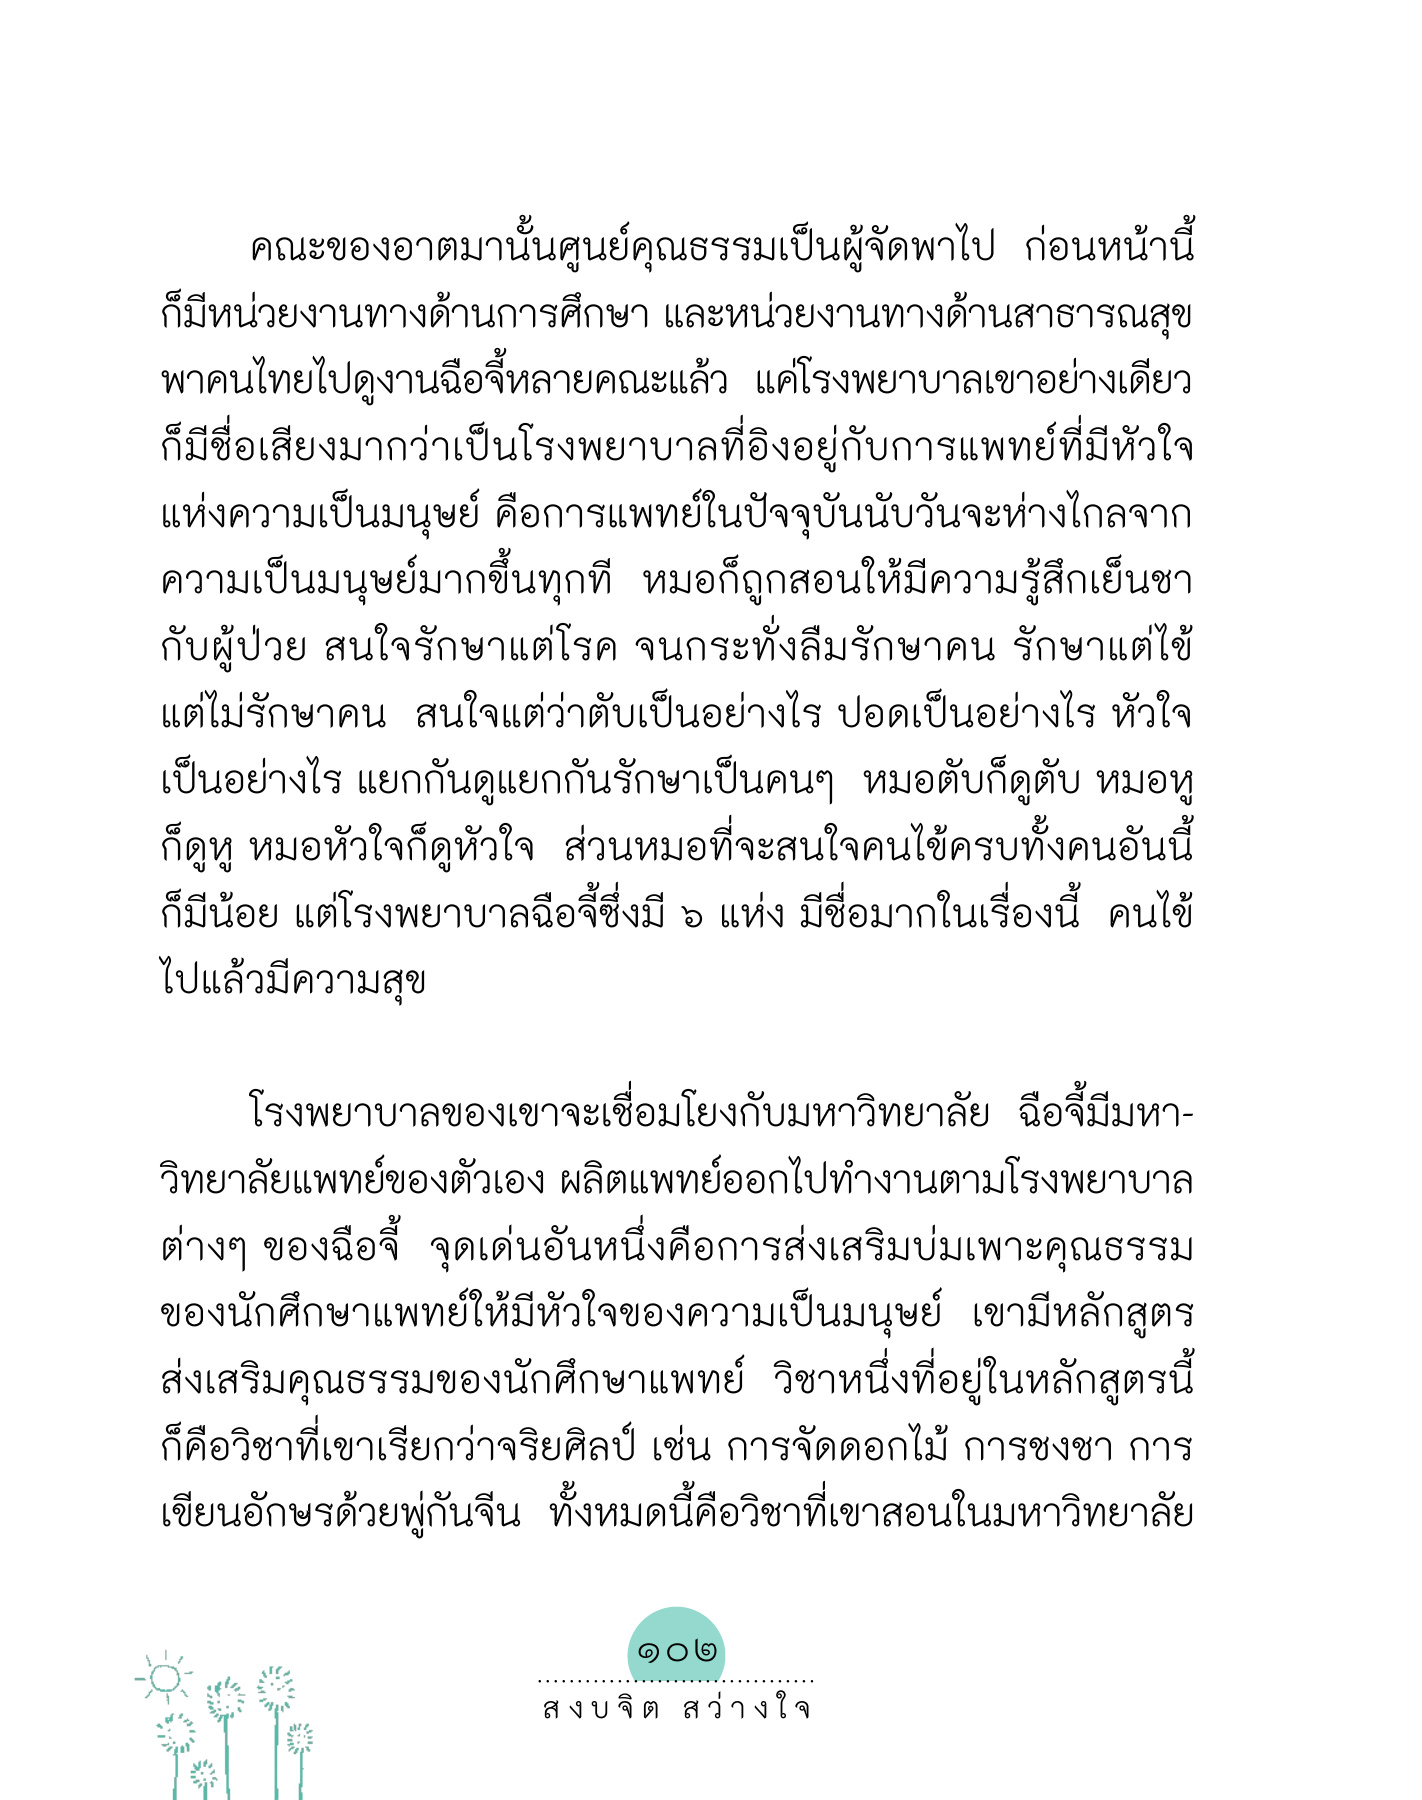 คณะของอาตมานั้นศูนย์คุณธรรมเป็นผู้จัดพาไป ก่อนหน้านี้
ก็มีหน่วยงานทางด้านการศึกษา และหน่วยงานทางด้านสาธารณสุข
พาคนไทยไปดูงานฉือจี้หลายคณะแล้ว แค่โรงพยาบาลเขาอย่างเดียว
ก็มีชื่อเสียงมากว่าเป็นโรงพยาบาลที่อิงอยู่กับการแพทย์ที่มีหัวใจ
แห่งความเป็นมนุษย์ คือการแพทย์ในปัจจุบันนับวันจะห่างไกลจาก
ความเป็นมนุษย์มากขึ้นทุกที หมอก็ถูกสอนให้มีความรู้สึกเย็นชา
กับผู้ป่วย สนใจรักษาแต่โรค จนกระทั่งลืมรักษาคน รักษาแต่ไข้
แต่ไม่รักษาคน สนใจแต่ว่าตับเป็นอย่างไร ปอดเป็นอย่างไร หัวใจ
เป็นอย่างไร แยกกันดูแยกกันรักษาเป็นคนๆ หมอตับก็ดูตับ หมอหู
ก็ดูหู หมอหัวใจก็ดูหัวใจ ส่วนหมอที่จะสนใจคนไข้ครบทั้งคนอันนี้
ก็มีน้อย แต่โรงพยาบาลฉือจี้ซึ่งมี ๖ แห่ง มีชื่อมากในเรื่องนี้ คนไข้
ไปแล้วมีความสุข
โรงพยาบาลของเขาจะเชื่อมโยงกับมหาวิทยาลัย ฉือจี้มีมหา-
วิทยาลัยแพทย์ของตัวเอง ผลิตแพทย์ออกไปทำงานตามโรงพยาบาล
ต่างๆ ของฉือจี้ จุดเด่นอันหนึ่งคือการส่งเสริมบ่มเพาะคุณธรรม
ของนักศึกษาแพทย์ให้มีหัวใจของความเป็นมนุษย์ เขามีหลักสูตร
ส่งเสริมคุณธรรมของนักศึกษาแพทย์ วิชาหนึ่งที่อยู่ในหลักสูตรนี้
ก็คือวิชาที่เขาเรียกว่าจริยศิลป์ เช่น การจัดดอกไม้ การชงชา การ
เขียนอักษรด้วยพู่กันจีน ทั้งหมดนี้คือวิชาที่เขาสอนในมหาวิทยาลัย
๑๐๒
สงบจิต สว่างใจ